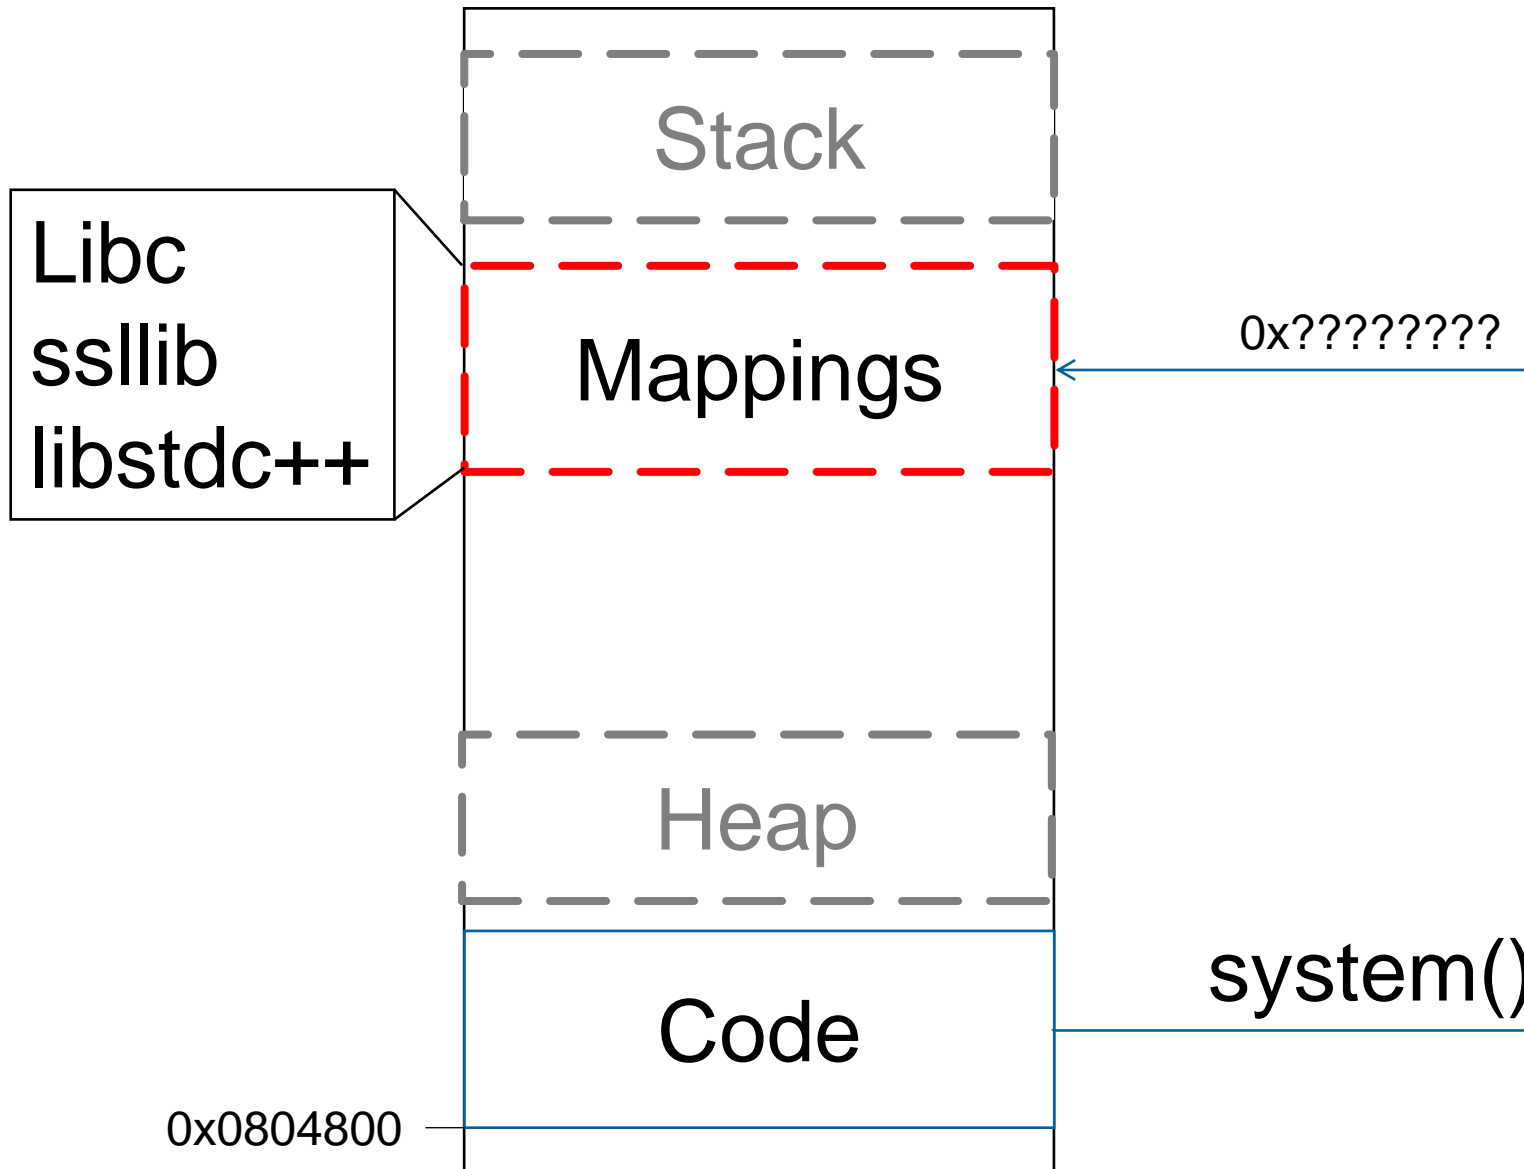 Stack
Libc
ssllib
libstdc++
Mappings
0x????????
Heap
system()
Code
0x0804800